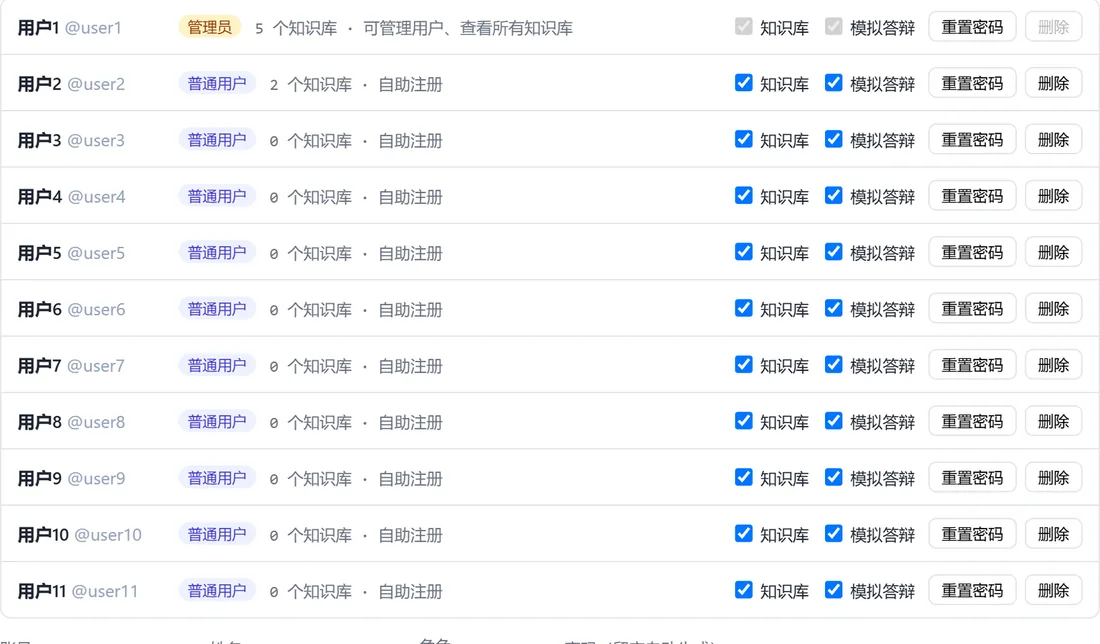 用户1 @user1 管理员 5 个知识库 · 可管理用户、查看所有知识库 知识库 模拟答辩 重置密码 删除
用户2 @user2 普通用户 2 个知识库 · 自助注册 知识库 模拟答辩 重置密码 删除
用户3 @user3 普通用户 0 个知识库 · 自助注册 知识库 模拟答辩 重置密码 删除
用户4 @user4 普通用户 0 个知识库 · 自助注册 知识库 模拟答辩 重置密码 删除
用户5 @user5 普通用户 0 个知识库 · 自助注册 知识库 模拟答辩 重置密码 删除
用户6 @user6 普通用户 0 个知识库 · 自助注册 知识库 模拟答辩 重置密码 删除
用户7 @user7 普通用户 0 个知识库 · 自助注册 知识库 模拟答辩 重置密码 删除
用户8 @user8 普通用户 0 个知识库 · 自助注册 知识库 模拟答辩 重置密码 删除
用户9 @user9 普通用户 0 个知识库 · 自助注册 知识库 模拟答辩 重置密码 删除
用户10 @user10 普通用户 0 个知识库 · 自助注册 知识库 模拟答辩 重置密码 删除
用户11 @user11 普通用户 0 个知识库 · 自助注册 知识库 模拟答辩 重置密码 删除